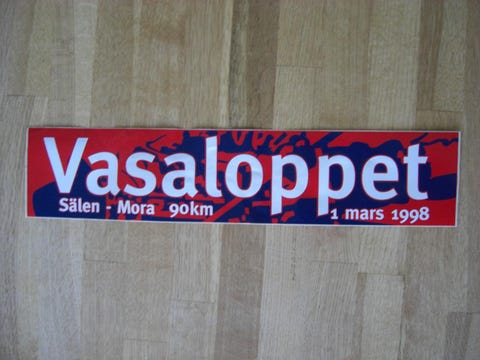 Vasaloppet
Sälen - Mora 90km 1 mars 1998